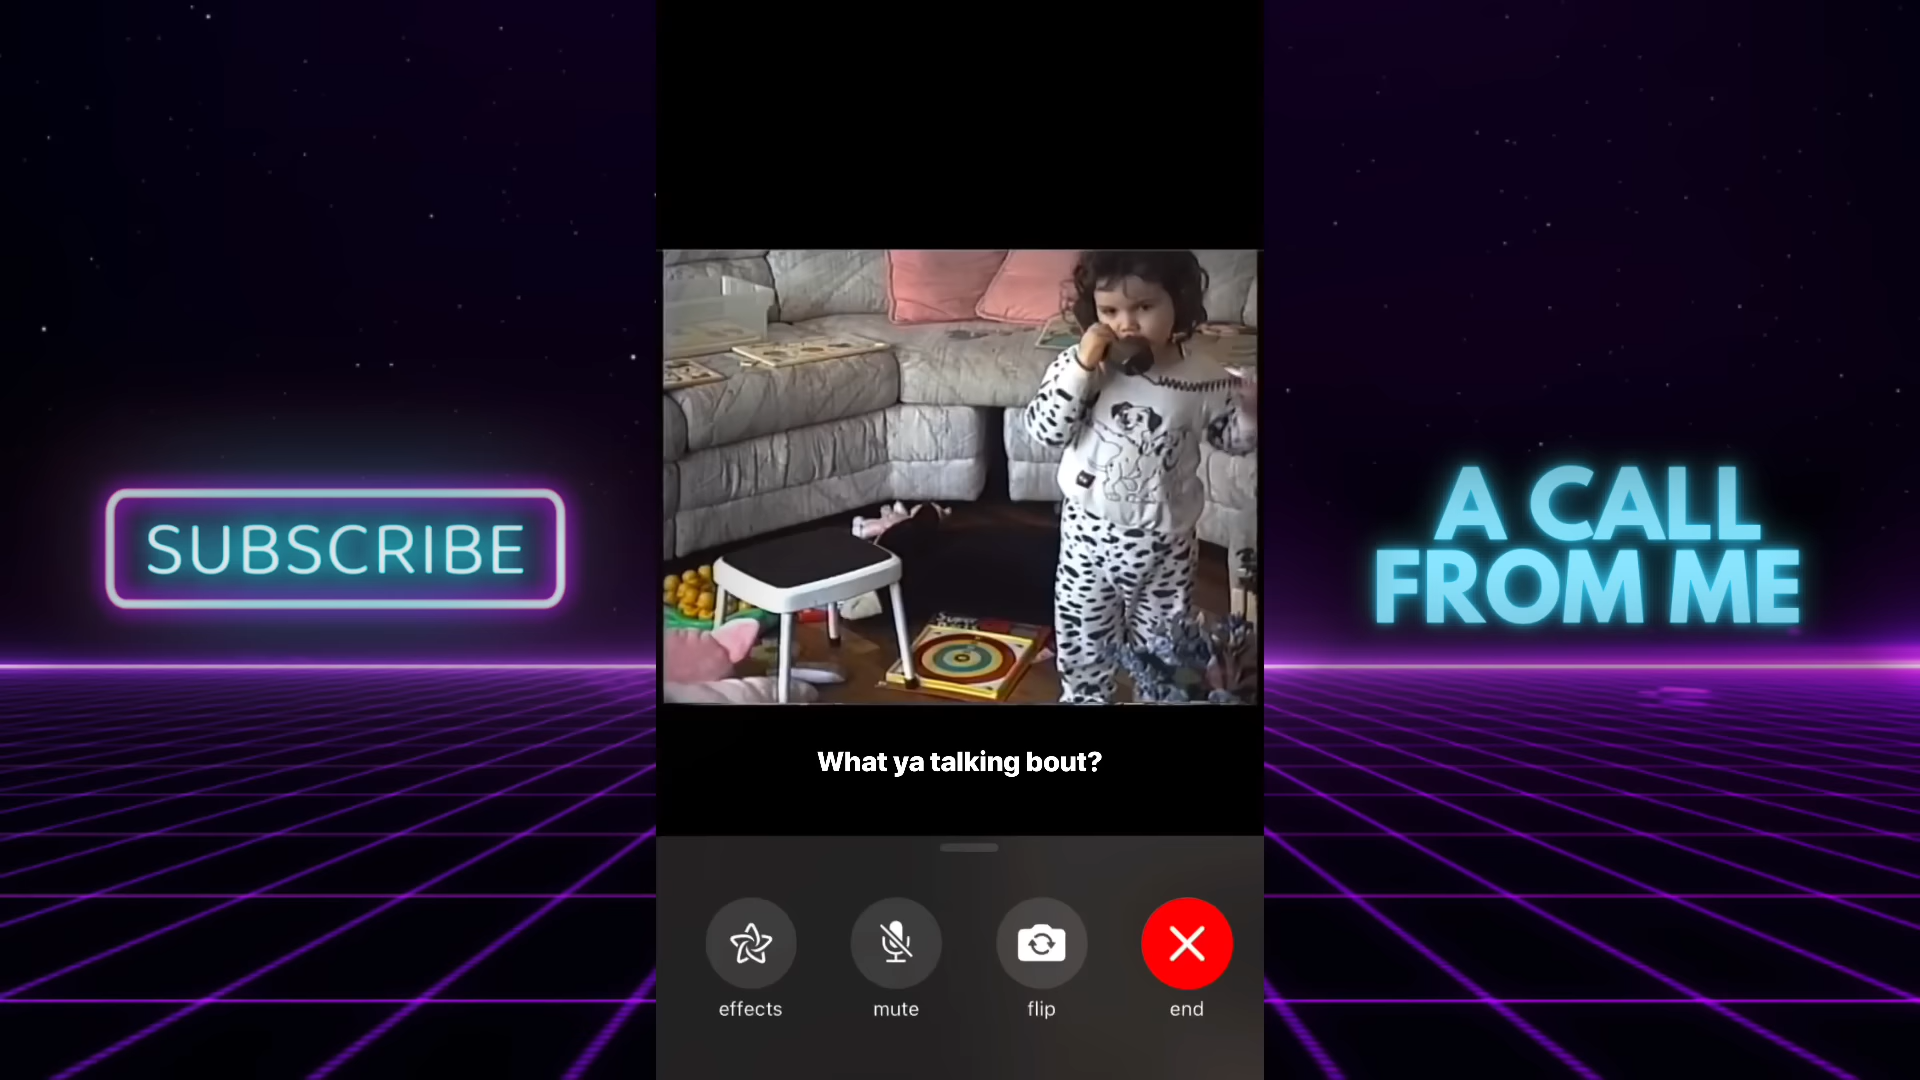 SUBSCRIBE
A CALL
FROM ME
What ya talking bout?
effects
mute
flip
end